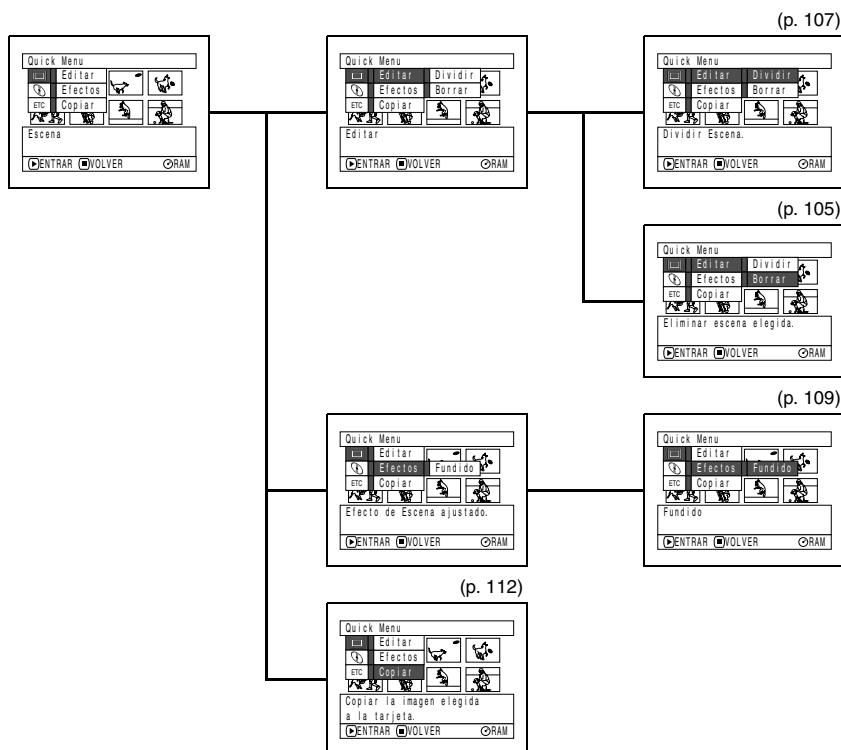 (p. 107)
Quick Menu
Editar
Efectos
ETC Copiar
Escena
ENTRAR VOLVER RAM
Quick Menu
Editar Dividir
Efectos Borrar
ETC Copiar
Editar
ENTRAR VOLVER RAM
Quick Menu
Editar Dividir
Efectos Borrar
ETC Copiar
Dividir Escena.
ENTRAR VOLVER RAM
(p. 105)
Quick Menu
Editar Dividir
Efectos Borrar
ETC Copiar
Eliminar escena elegida.
ENTRAR VOLVER RAM
(p. 109)
Quick Menu
Editar
Efectos Fundido
ETC Copiar
Efecto de Escena ajustado.
ENTRAR VOLVER RAM
Quick Menu
Editar
Efectos Fundido
ETC Copiar
Fundido
ENTRAR VOLVER RAM
(p. 112)
Quick Menu
Editar
Efectos
ETC Copiar
Copiar la imagen elegida
a la tarjeta.
ENTRAR VOLVER RAM